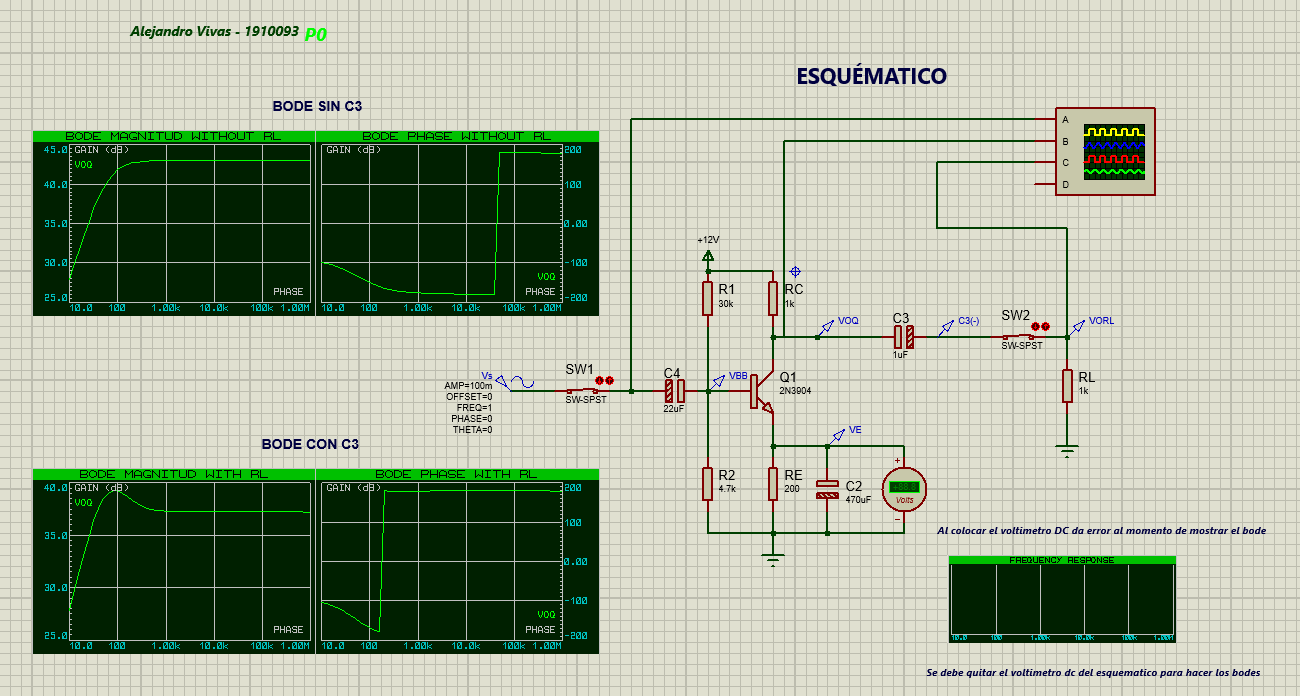 Alejandro Vivas - 1910093 P0
ESQUÉMATICO
BODE SIN C3
BODE MAGNITUD WITHOUT RL
BODE PHASE WITHOUT RL
45.0
40.0
35.0
30.0
25.0
GAIN (dB)
VOQ
PHASE
10.0 100 1.00k 10.0k 100k 1.00M
GAIN (dB)
VOQ
PHASE
200
100
0.00
-100
-200
10.0 100 1.00k 10.0k 100k 1.00M
A
B
C
D
+12V
R1
30k
RC
1k
VOQ
C3
1uF
C3(-)
SW2
SW-SPST
VORL
RL
1k
Vs
AMP=100m
OFFSET=0
FREQ=1
PHASE=0
THETA=0
SW1
SW-SPST
C4
22uF
VBB
Q1
2N3904
VE
R2
4.7k
RE
200
C2
470uF
+
Volts
-
BODE CON C3
BODE MAGNITUD WITH RL
BODE PHASE WITH RL
40.0
35.0
30.0
25.0
GAIN (dB)
VOQ
PHASE
10.0 100 1.00k 10.0k 100k 1.00M
GAIN (dB)
VOQ
PHASE
200
100
0.00
-100
-200
10.0 100 1.00k 10.0k 100k 1.00M
Al colocar el voltimetro DC da error al momento de mostrar el bode
FREQUENCY RESPONSE
10.0 100 1.00k 10.0k 100k 1.00M
Se debe quitar el voltimetro dc del esquematico para hacer los bodes